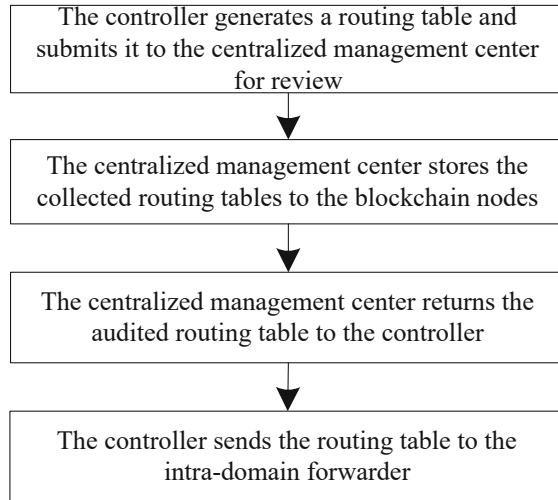 The controller generates a routing table and
submits it to the centralized management center
for review
The centralized management center stores the
collected routing tables to the blockchain nodes
The centralized management center returns the
audited routing table to the controller
The controller sends the routing table to the
intra-domain forwarder